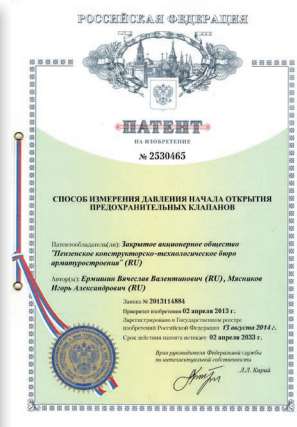 РОССИЙСКАЯ ФЕДЕРАЦИЯ
ПАТЕНТ
НА ИЗОБРЕТЕНИЕ
№ 2530465
СПОСОБ ИЗМЕРЕНИЯ ДАВЛЕНИЯ НАЧАЛА ОТКРЫТИЯ
ПРЕДОХРАНИТЕЛЬНЫХ КЛАПАНОВ
Патентообладатель(ли): Закрытое акционерное общество
"Пензенское конструкторско-технологическое бюро
арматуростроения" (RU)
Автор(ы): Ермишин Вячеслав Валентинович (RU), Мясников
Игорь Александрович (RU)
Заявка № 2013114884
Приоритет изобретения 02 апреля 2013 г.
Зарегистрировано в Государственном реестре
изобретений Российской Федерации 13 августа 2014 г.
Срок действия патента истекает 02 апреля 2033 г.
Врио руководителя Федеральной службы
по интеллектуальной собственности
Л.Л. Кирий